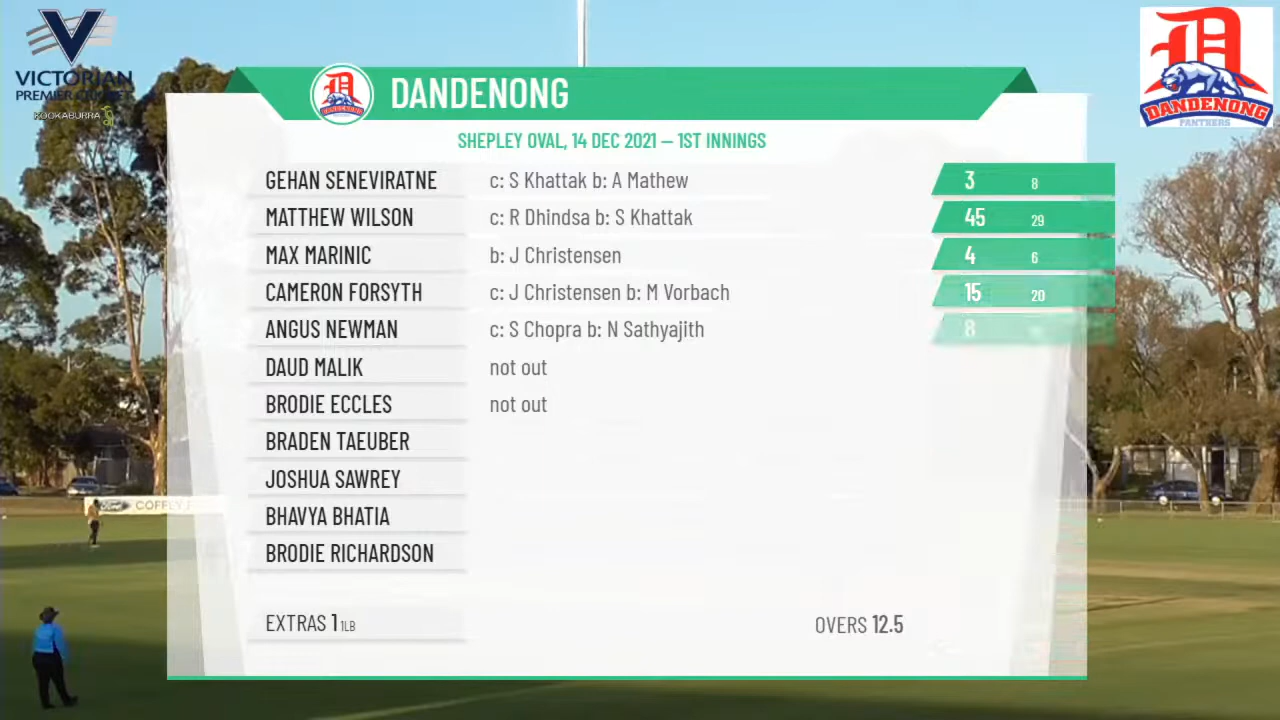 VICTORIAN
PREMIER CRICKET
KOOKABURRA
DANDENONG
PANTHERS
DANDENONG
SHEPLEY OVAL, 14 DEC 2021 – 1ST INNINGS
GEHAN SENEVIRATNE c: S Khattak b: A Mathew 3 8
MATTHEW WILSON c: R Dhindsa b: S Khattak 45 29
MAX MARINIC b: J Christensen 4 6
CAMERON FORSYTH c: J Christensen b: M Vorbach 15 20
ANGUS NEWMAN c: S Chopra b: N Sathyajith 8
DAUD MALIK not out
BRODIE ECCLES not out
BRADEN TAEUBER
JOSHUA SAWREY
BHAVYA BHATIA
BRODIE RICHARDSON
EXTRAS 1 1LB OVERS 12.5